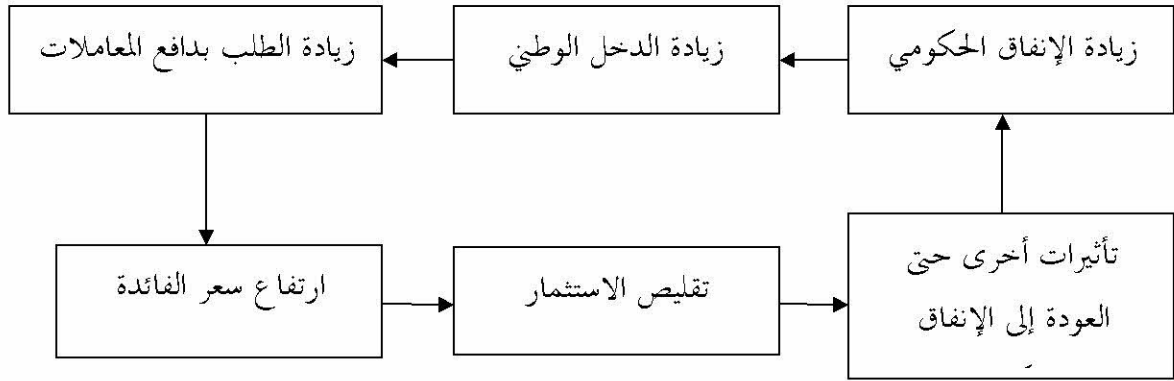 زيادة الإنفاق الحكومي
زيادة الدخل الوطني
زيادة الطلب بدافع المعاملات
ارتفاع سعر الفائدة
تقليص الاستثمار
تأثيرات أخرى حتى
العودة إلى الإنفاق